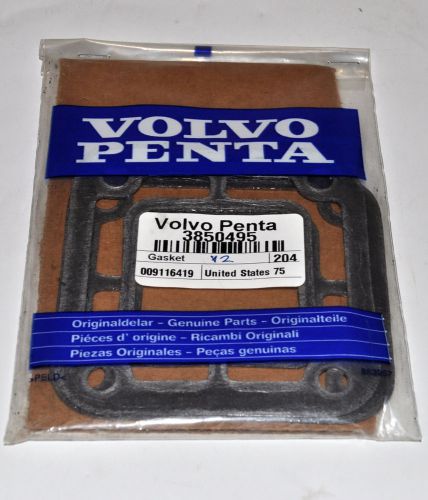 VOLVO
PENTA
Volvo Penta
3850495
Gasket x2 204
009116419 United States 75
Originaldelar – Genuine Parts – Originalteile
Pièces d' origine – Ricambi Originali
Piezas Originales – Peças genuinas